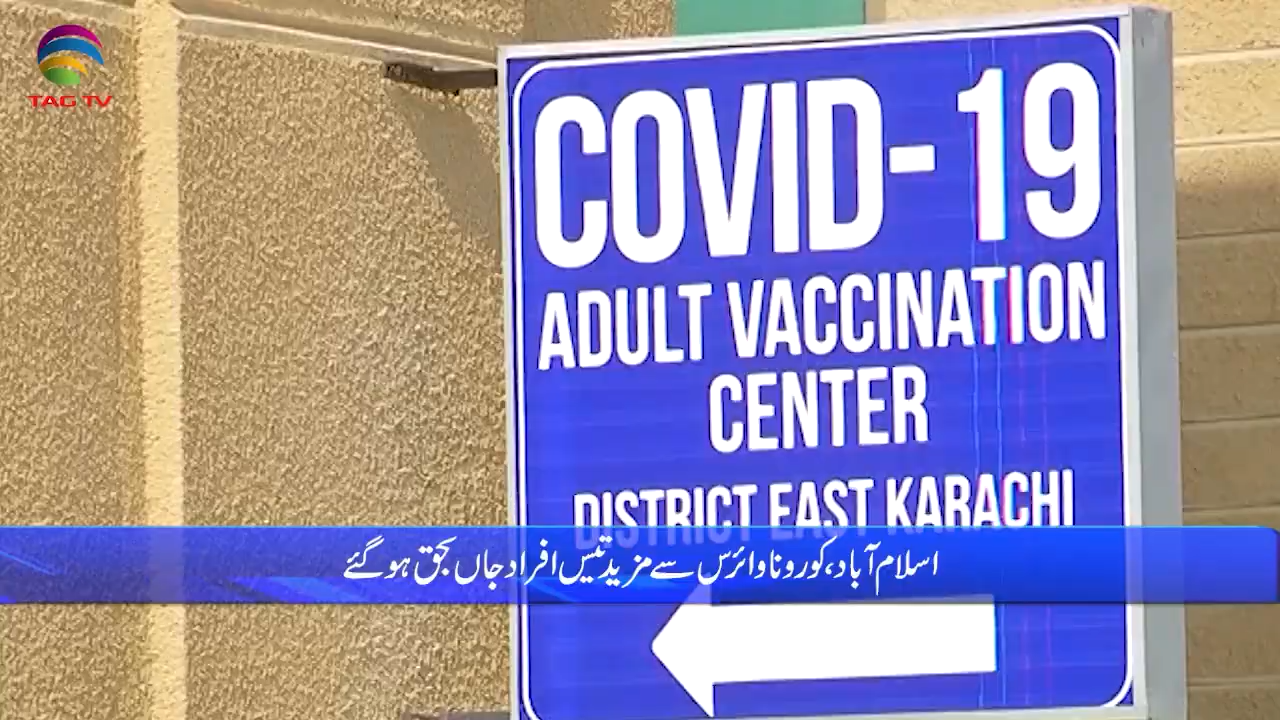 TAG TV
COVID-19
ADULT VACCINATION
CENTER
DISTRICT EAST KARACHI
اسلام آباد، کورونا وائرس سے مزید تیس افراد جاں بحق ہو گئے